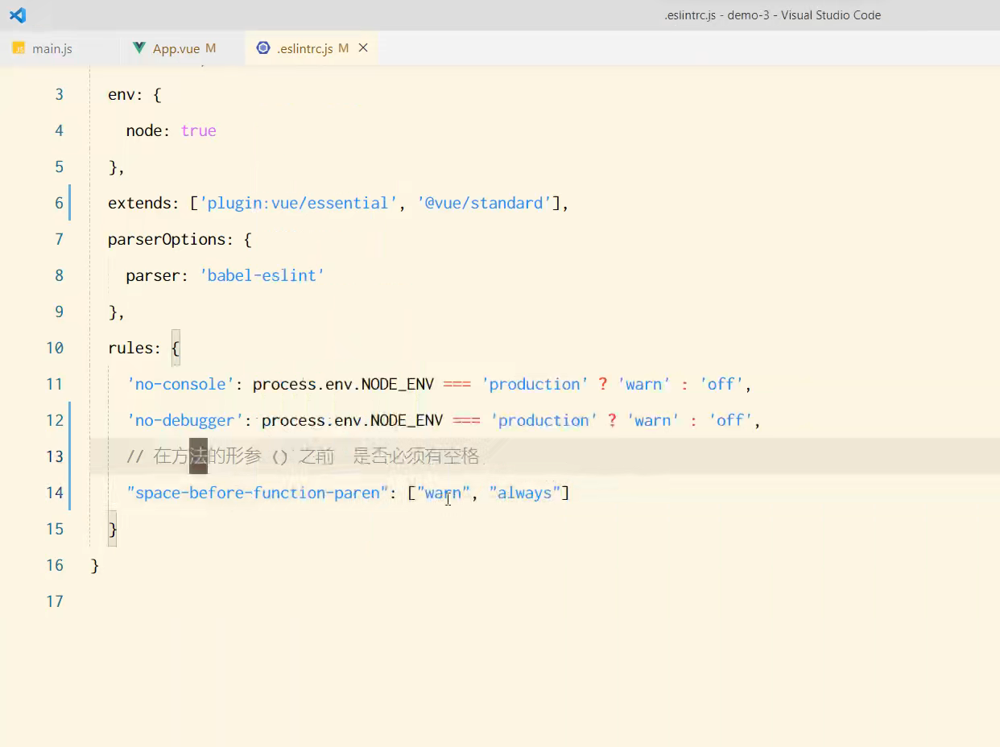 .eslintrc.js - demo-3 - Visual Studio Code
main.js
App.vue M
.eslintrc.js M
3 env: {
4 node: true
5 },
6 extends: ['plugin:vue/essential', '@vue/standard'],
7 parserOptions: {
8 parser: 'babel-eslint'
9 },
10 rules: {
11 'no-console': process.env.NODE_ENV === 'production' ? 'warn' : 'off',
12 'no-debugger': process.env.NODE_ENV === 'production' ? 'warn' : 'off',
13 // 在方法的形参 () 之前 是否必须有空格
14 "space-before-function-paren": ["warn", "always"]
15 }
16 }
17